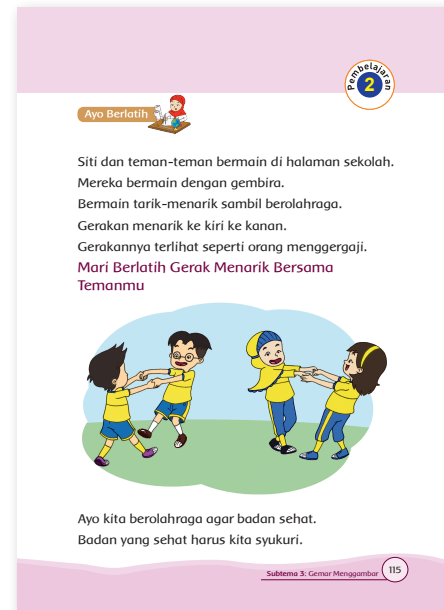 Pembelajaran
2
Ayo Berlatih
Siti dan teman-teman bermain di halaman sekolah.
Mereka bermain dengan gembira.
Bermain tarik-menarik sambil berolahraga.
Gerakan menarik ke kiri ke kanan.
Gerakannya terlihat seperti orang menggergaji.
Mari Berlatih Gerak Menarik Bersama
Temanmu
Ayo kita berolahraga agar badan sehat.
Badan yang sehat harus kita syukuri.
Subtema 3: Gemar Menggambar
115